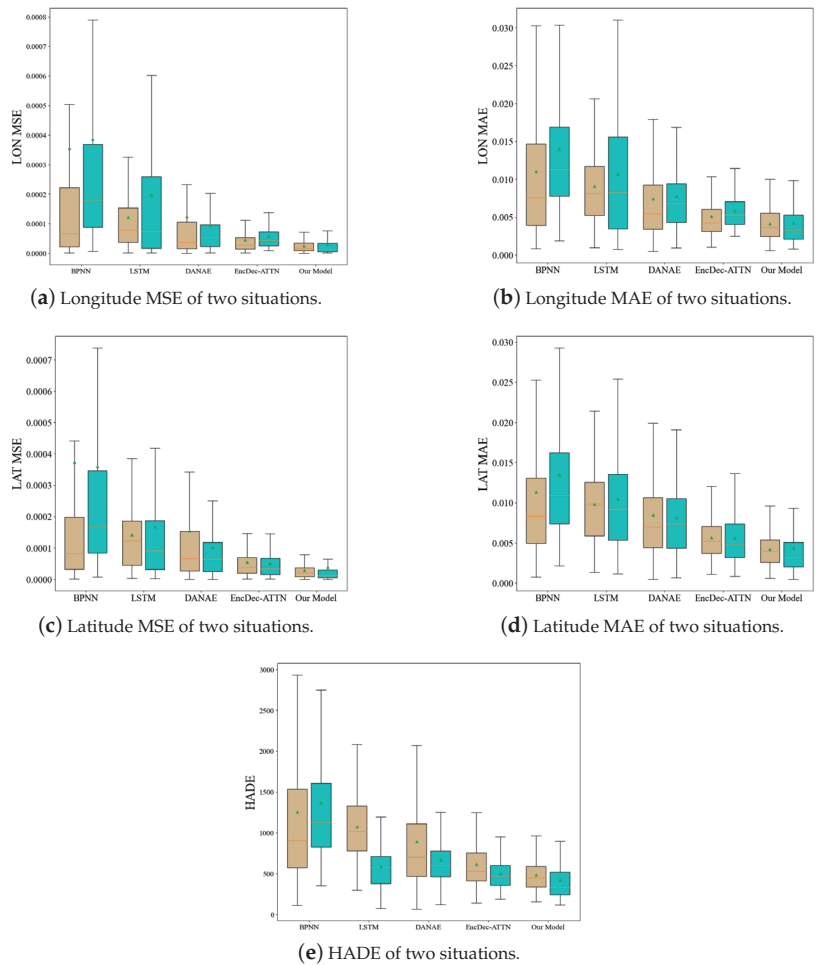 LON MSE
0.0008
0.0007
0.0006
0.0005
0.0004
0.0003
0.0002
0.0001
0.0000
BPNN LSTM DANAE EncDec-ATTN Our Model
(a) Longitude MSE of two situations.
LON MAE
0.030
0.025
0.020
0.015
0.010
0.005
0.000
BPNN LSTM DANAE EncDec-ATTN Our Model
(b) Longitude MAE of two situations.
LAT MSE
0.0007
0.0006
0.0005
0.0004
0.0003
0.0002
0.0001
0.0000
BPNN LSTM DANAE EncDec-ATTN Our Model
(c) Latitude MSE of two situations.
LAT MAE
0.030
0.025
0.020
0.015
0.010
0.005
0.000
BPNN LSTM DANAE EncDec-ATTN Our Model
(d) Latitude MAE of two situations.
HADE
3000
2500
2000
1500
1000
500
0
BPNN LSTM DANAE EncDec-ATTN Our Model
(e) HADE of two situations.